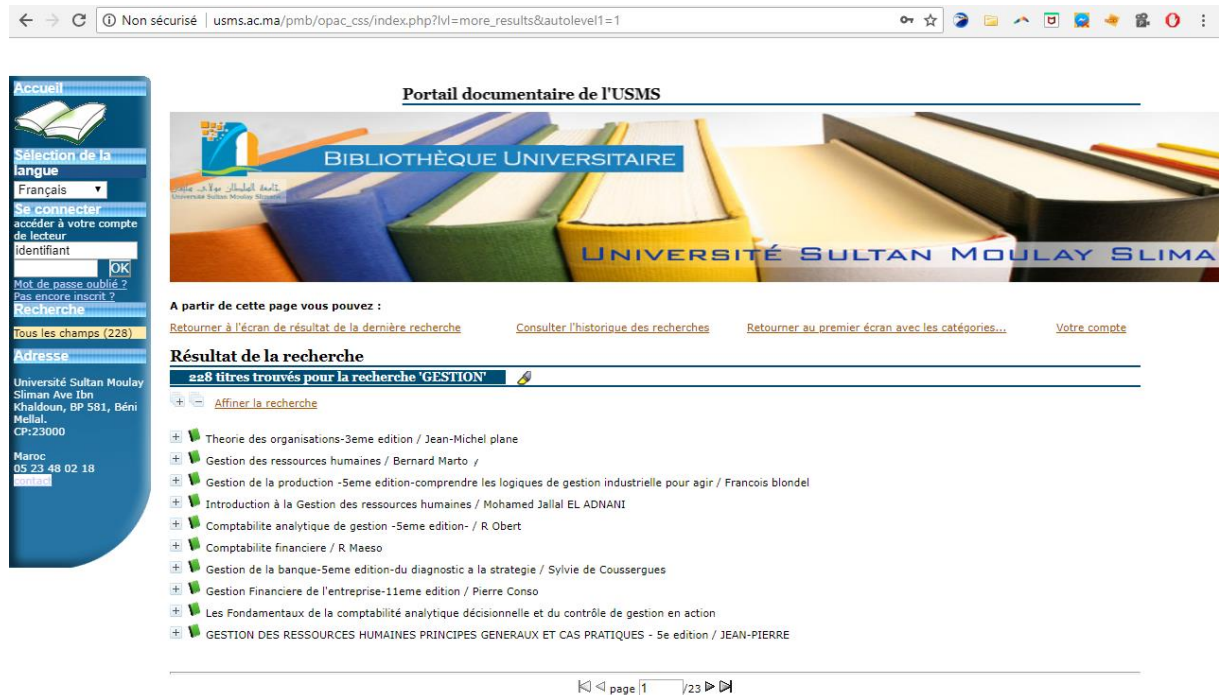 Non sécurisé | usms.ac.ma/pmb/opac_css/index.php?lvl=more_results&autolevel1=1
Accueil
Sélection de la
langue
Français
Se connecter
accéder à votre compte
de lecteur
identifiant
OK
Mot de passe oublié ?
Pas encore inscrit ?
Recherche
Tous les champs (228)
Adresse
Université Sultan Moulay
Sliman Ave Ibn
Khaldoun, BP 581, Béni
Mellal.
CP:23000
Maroc
05 23 48 02 18
contact
Portail documentaire de l'USMS
BIBLIOTHÈQUE UNIVERSITAIRE
Université Sultan Moulay
UNIVERSITÉ SULTAN MOULAY SLIMA
A partir de cette page vous pouvez :
Retourner à l'écran de résultat de la dernière recherche Consulter l'historique des recherches Retourner au premier écran avec les catégories... Votre compte
Résultat de la recherche
228 titres trouvés pour la recherche 'GESTION'
Affiner la recherche
Theorie des organisations-3eme edition / Jean-Michel plane
Gestion des ressources humaines / Bernard Marto /
Gestion de la production -5eme edition-comprendre les logiques de gestion industrielle pour agir / Francois blondel
Introduction à la Gestion des ressources humaines / Mohamed Jallal EL ADNANI
Comptabilite analytique de gestion -5eme edition- / R Obert
Comptabilite financiere / R Maeso
Gestion de la banque-5eme edition-du diagnostic a la strategie / Sylvie de Coussergues
Gestion Financiere de l'entreprise-11eme edition / Pierre Conso
Les Fondamentaux de la comptabilité analytique décisionnelle et du contrôle de gestion en action
GESTION DES RESSOURCES HUMAINES PRINCIPES GENERAUX ET CAS PRATIQUES - 5e edition / JEAN-PIERRE
page 1 /23